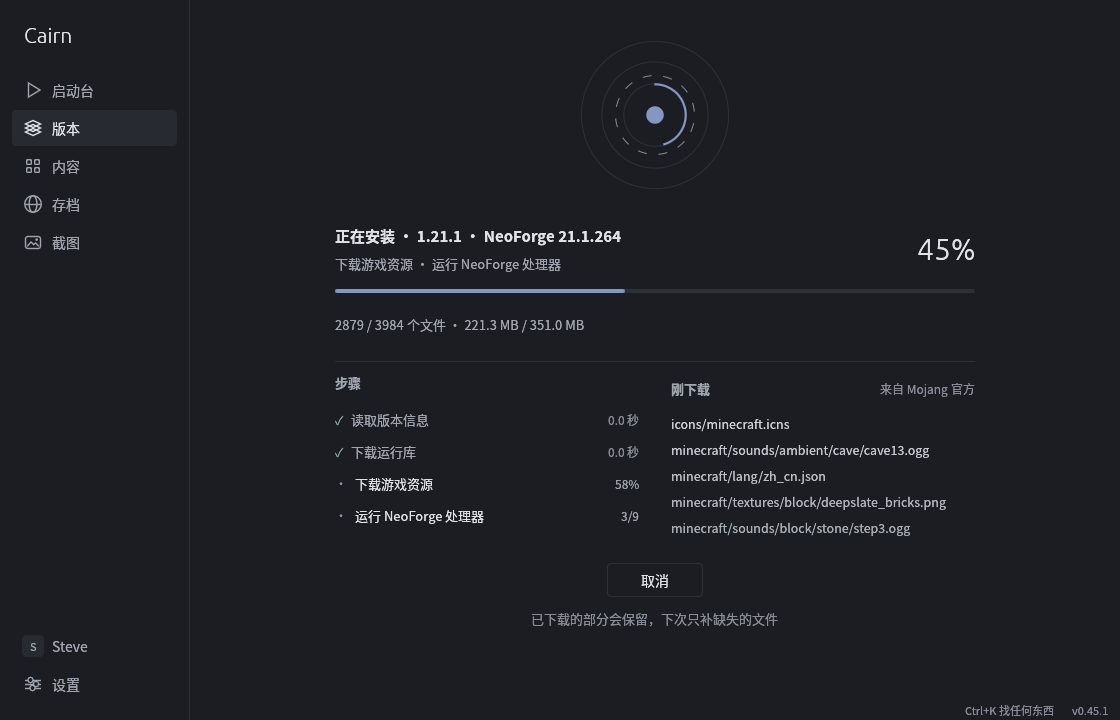 Cairn
启动台
版本
内容
存档
截图
正在安装 · 1.21.1 · NeoForge 21.1.264
下载游戏资源 · 运行 NeoForge 处理器
45%
2879 / 3984 个文件 · 221.3 MB / 351.0 MB
步骤
✓ 读取版本信息 0.0 秒
✓ 下载运行库 0.0 秒
· 下载游戏资源 58%
· 运行 NeoForge 处理器 3/9
刚下载 来自 Mojang 官方
icons/minecraft.icns
minecraft/sounds/ambient/cave/cave13.ogg
minecraft/lang/zh_cn.json
minecraft/textures/block/deepslate_bricks.png
minecraft/sounds/block/stone/step3.ogg
取消
已下载的部分会保留，下次只补缺失的文件
S Steve
设置
Ctrl+K 找任何东西 v0.45.1